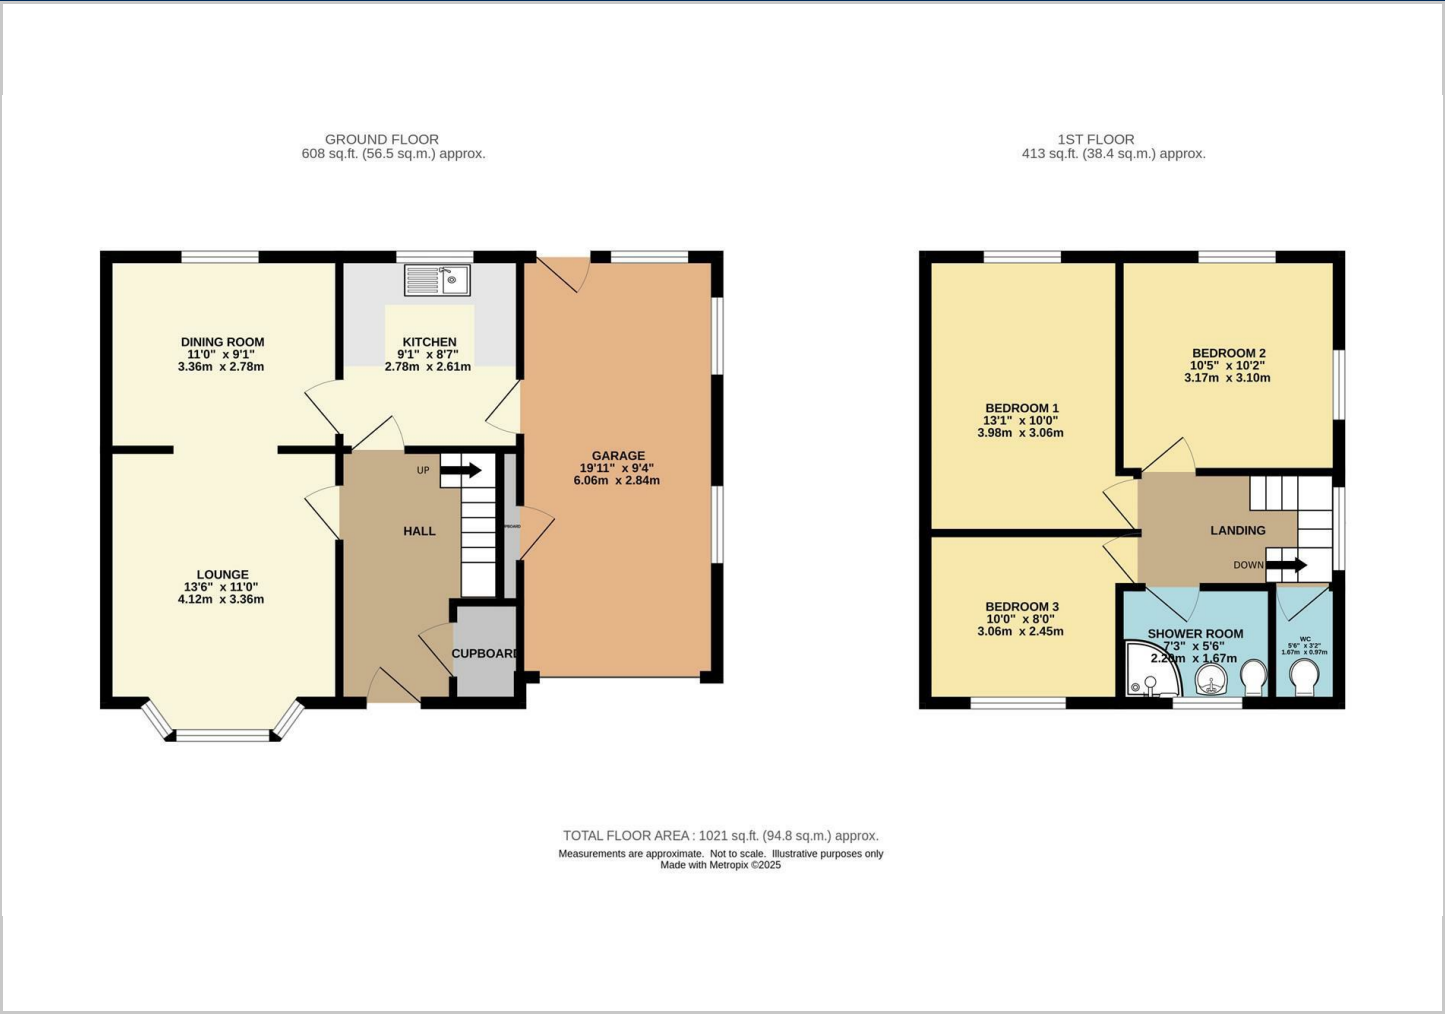 GROUND FLOOR
608 sq.ft. (56.5 sq.m.) approx.
1ST FLOOR
413 sq.ft. (38.4 sq.m.) approx.
DINING ROOM
11'0" x 9'1"
3.36m x 2.78m
KITCHEN
9'1" x 8'7"
2.78m x 2.61m
GARAGE
19'11" x 9'4"
6.06m x 2.84m
UP
HALL
LOUNGE
13'6" x 11'0"
4.12m x 3.36m
CUPBOARD
BEDROOM 1
13'1" x 10'0"
3.98m x 3.06m
BEDROOM 2
10'5" x 10'2"
3.17m x 3.10m
LANDING
DOWN
BEDROOM 3
10'0" x 8'0"
3.06m x 2.45m
SHOWER ROOM
7'3" x 5'6"
2.20m x 1.67m
WC
5'6" x 3'2"
1.67m x 0.97m
TOTAL FLOOR AREA : 1021 sq.ft. (94.8 sq.m.) approx.
Measurements are approximate. Not to scale. Illustrative purposes only
Made with Metropix ©2025